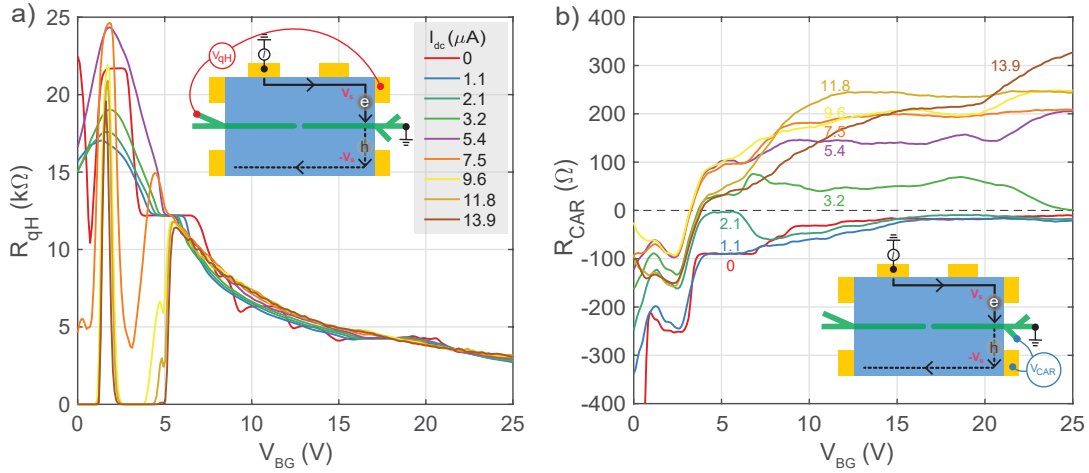 a)
R_qH (kΩ)
25
20
15
10
5
0
0 5 10 15 20 25
V_BG (V)
I
V_qH
V_s
e
h
-V_s
I_dc (μA)
0
1.1
2.1
3.2
5.4
7.5
9.6
11.8
13.9
b)
R_CAR (Ω)
400
300
200
100
0
-100
-200
-300
-400
0 5 10 15 20 25
V_BG (V)
13.9
11.8
9.6
7.5
5.4
3.2
2.1
1.1
0
I
V_s
e
h
-V_s
V_CAR